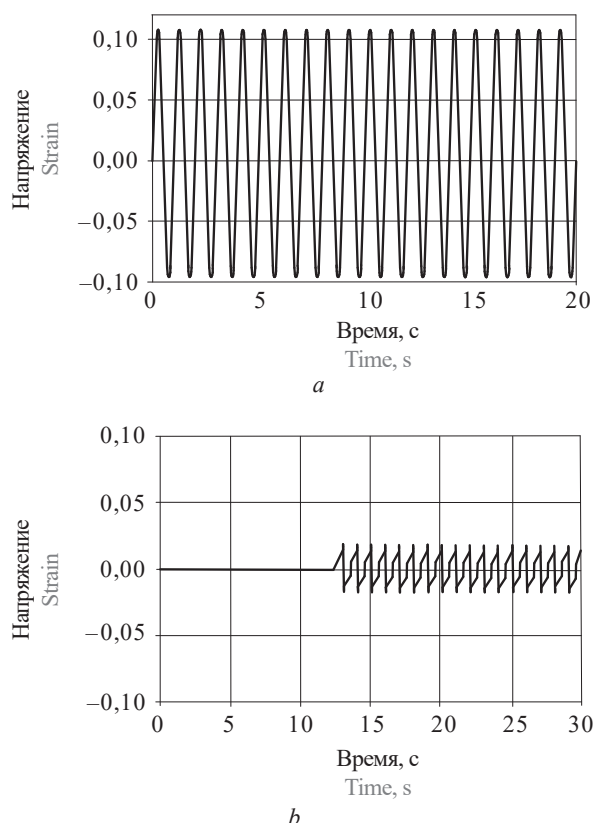 0,10
0,05
0,00
–0,05
–0,10
Напряжение
Strain
0 5 10 15 20
Время, с
Time, s
a
0,10
0,05
0,00
–0,05
–0,10
Напряжение
Strain
0 5 10 15 20 25 30
Время, с
Time, s
b